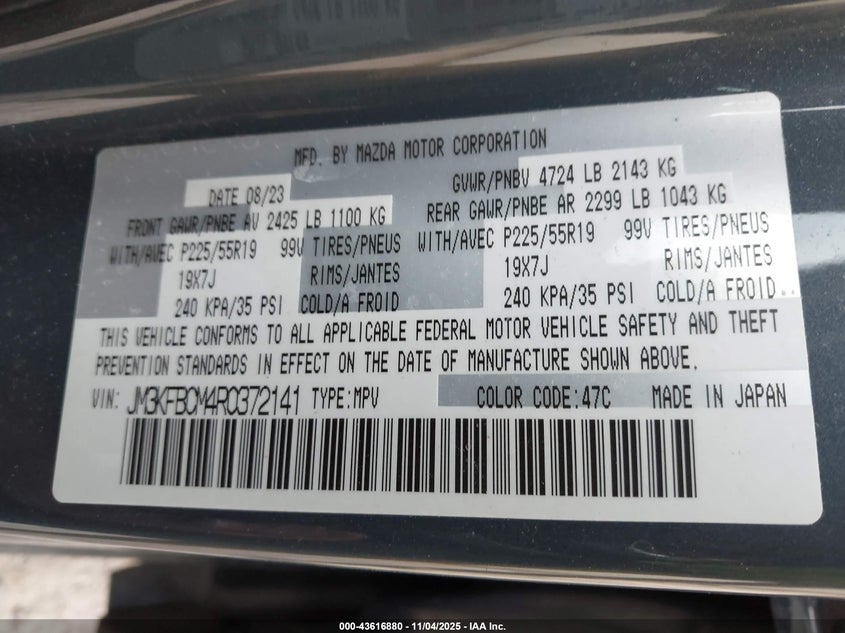 MFD. BY MAZDA MOTOR CORPORATION
DATE 08/23 GVWR/PNBV 4724 LB 2143 KG
FRONT GAWR/PNBE AV 2425 LB 1100 KG REAR GAWR/PNBE AR 2299 LB 1043 KG
WITH/AVEC P225/55R19 99V TIRES/PNEUS WITH/AVEC P225/55R19 99V TIRES/PNEUS
19X7J RIMS/JANTES 19X7J RIMS/JANTES
240 KPA/35 PSI COLD/A FROID 240 KPA/35 PSI COLD/A FROID
THIS VEHICLE CONFORMS TO ALL APPLICABLE FEDERAL MOTOR VEHICLE SAFETY AND THEFT
PREVENTION STANDARDS IN EFFECT ON THE DATE OF MANUFACTURE SHOWN ABOVE.
VIN: JM3KFBCM4R0372141 TYPE:MPV COLOR CODE:47C MADE IN JAPAN
000-43616880 - 11/04/2025 - IAA Inc.